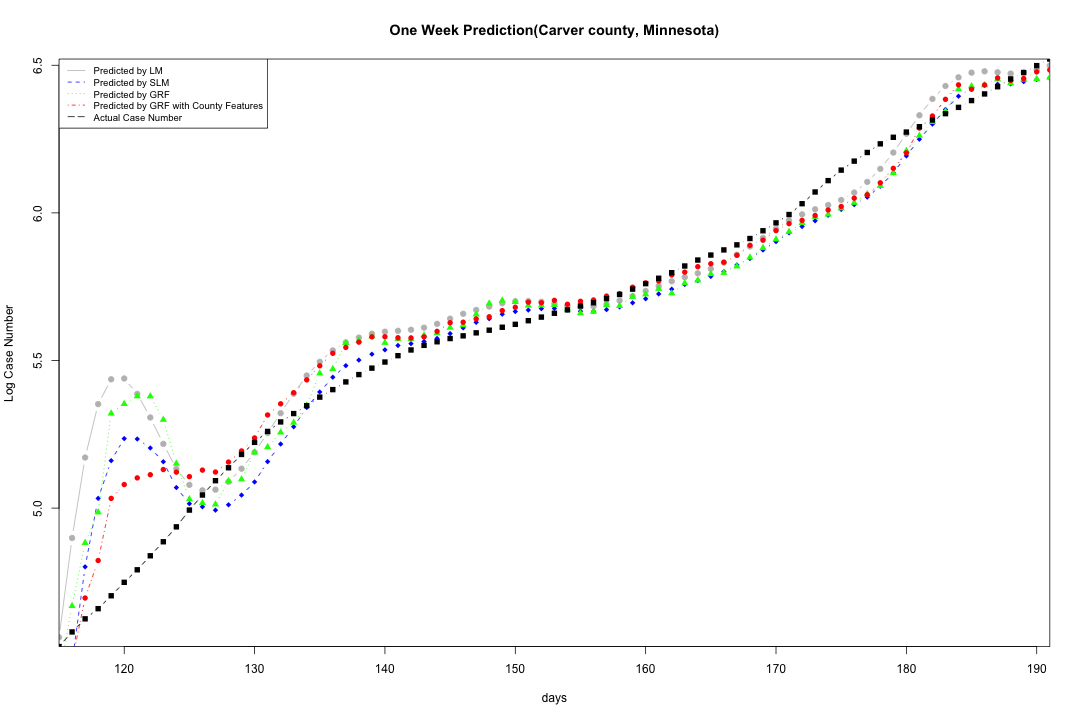 One Week Prediction(Carver county, Minnesota)
Predicted by LM
Predicted by SLM
Predicted by GRF
Predicted by GRF with County Features
Actual Case Number
6.5
6.0
5.5
5.0
Log Case Number
120 130 140 150 160 170 180 190
days